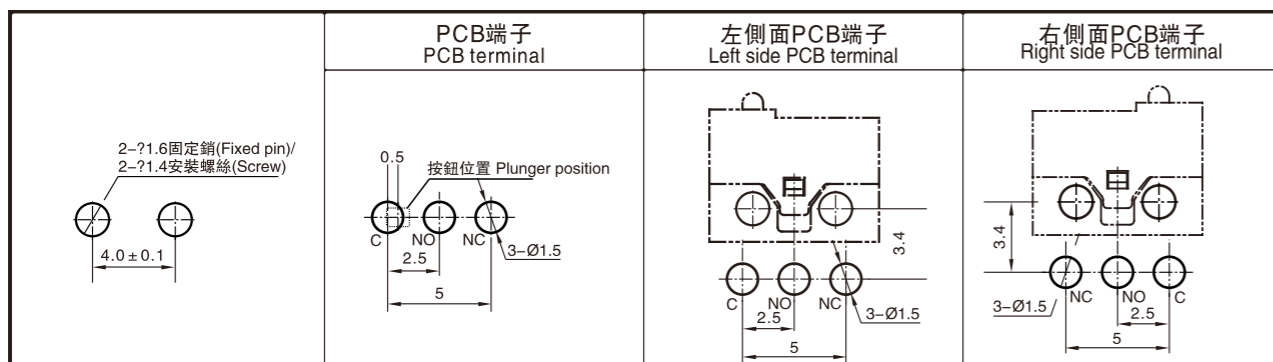 PCB端子
PCB terminal
左側面PCB端子
Left side PCB terminal
右側面PCB端子
Right side PCB terminal
2-?1.6固定銷(Fixed pin)/
2-?1.4安裝螺絲(Screw)
4.0±0.1
0.5
按鈕位置 Plunger position
C
NO
NC
3-Ø1.5
2.5
5
3.4
C
NO
NC
3-Ø1.5
2.5
5
3.4
3-Ø1.5
NC
NO
C
2.5
5